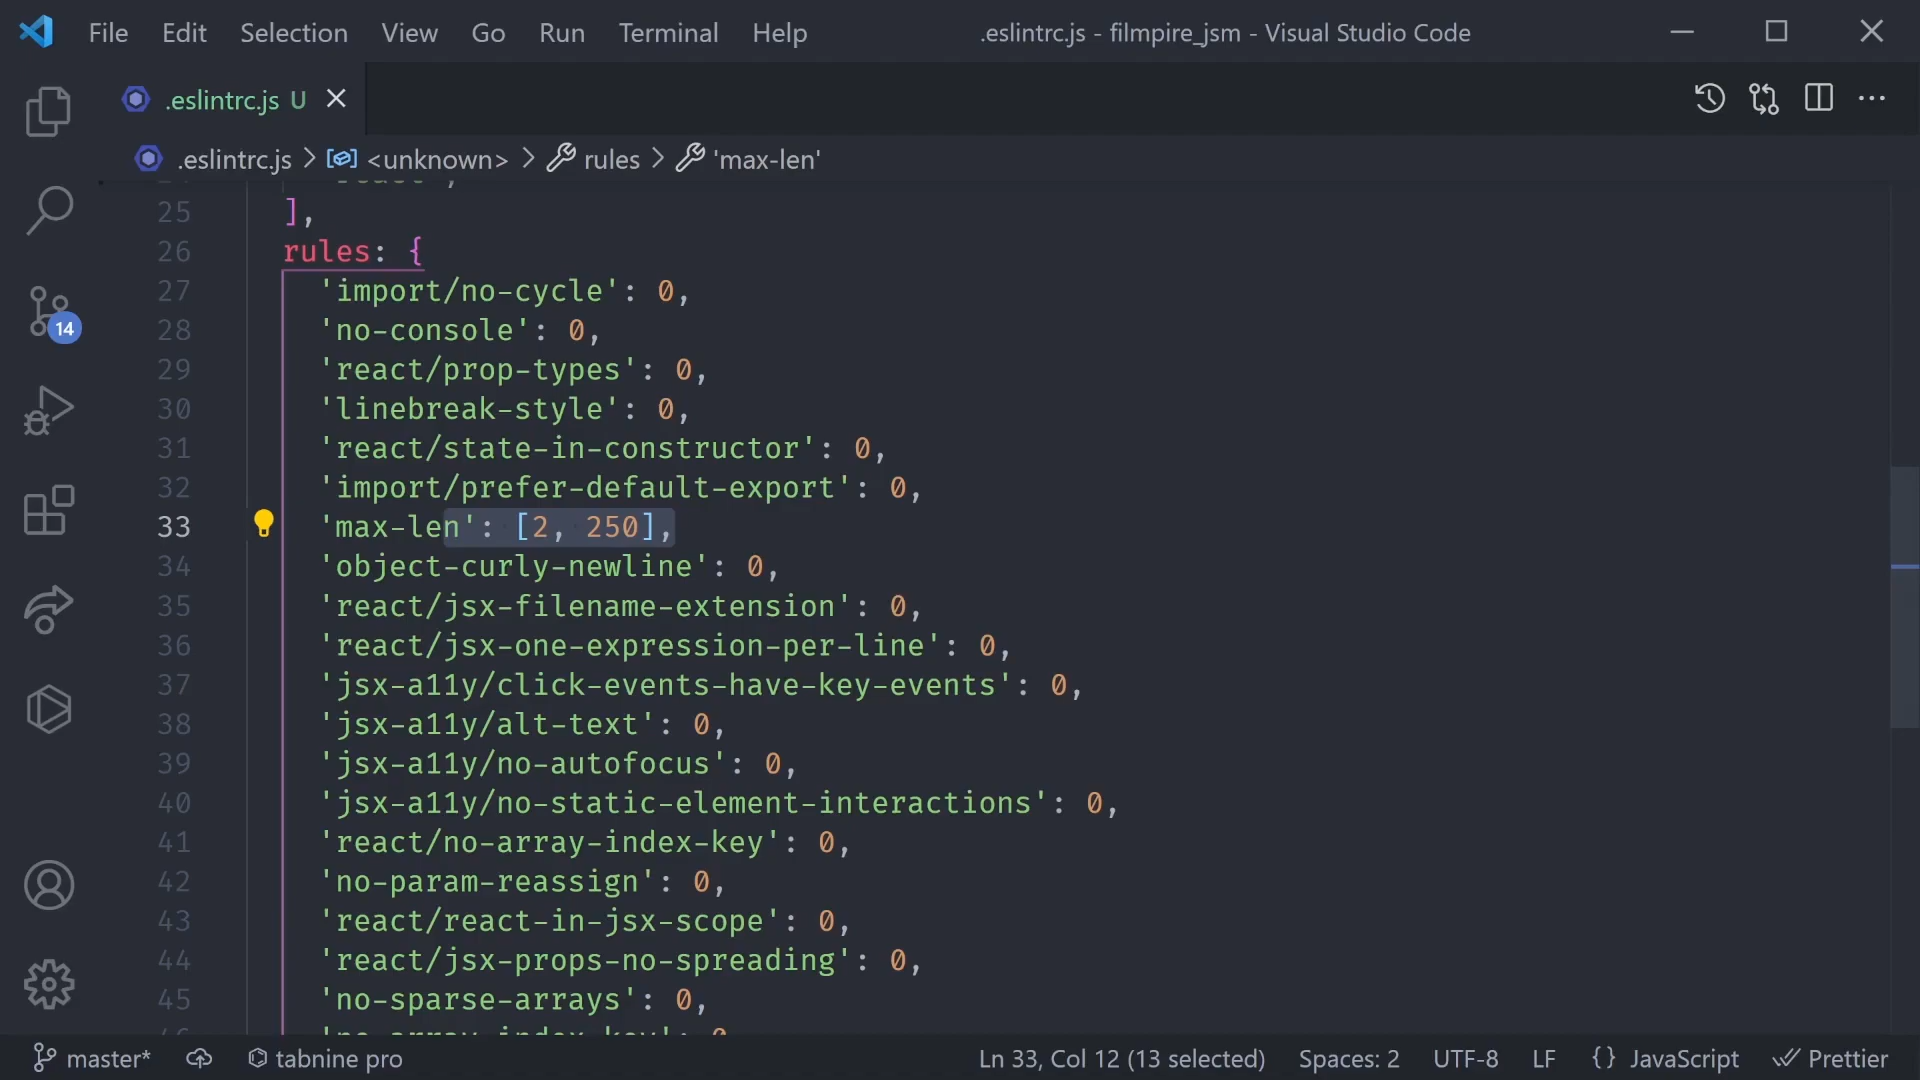 File Edit Selection View Go Run Terminal Help .eslintrc.js - filmpire_jsm - Visual Studio Code
.eslintrc.js U
.eslintrc.js > <unknown> > rules > 'max-len'
25 ],
26 rules: {
27 'import/no-cycle': 0,
28 'no-console': 0,
29 'react/prop-types': 0,
30 'linebreak-style': 0,
31 'react/state-in-constructor': 0,
32 'import/prefer-default-export': 0,
33 'max-len': [2, 250],
34 'object-curly-newline': 0,
35 'react/jsx-filename-extension': 0,
36 'react/jsx-one-expression-per-line': 0,
37 'jsx-a11y/click-events-have-key-events': 0,
38 'jsx-a11y/alt-text': 0,
39 'jsx-a11y/no-autofocus': 0,
40 'jsx-a11y/no-static-element-interactions': 0,
41 'react/no-array-index-key': 0,
42 'no-param-reassign': 0,
43 'react/react-in-jsx-scope': 0,
44 'react/jsx-props-no-spreading': 0,
45 'no-sparse-arrays': 0,
14
master* tabnine pro Ln 33, Col 12 (13 selected) Spaces: 2 UTF-8 LF {} JavaScript Prettier